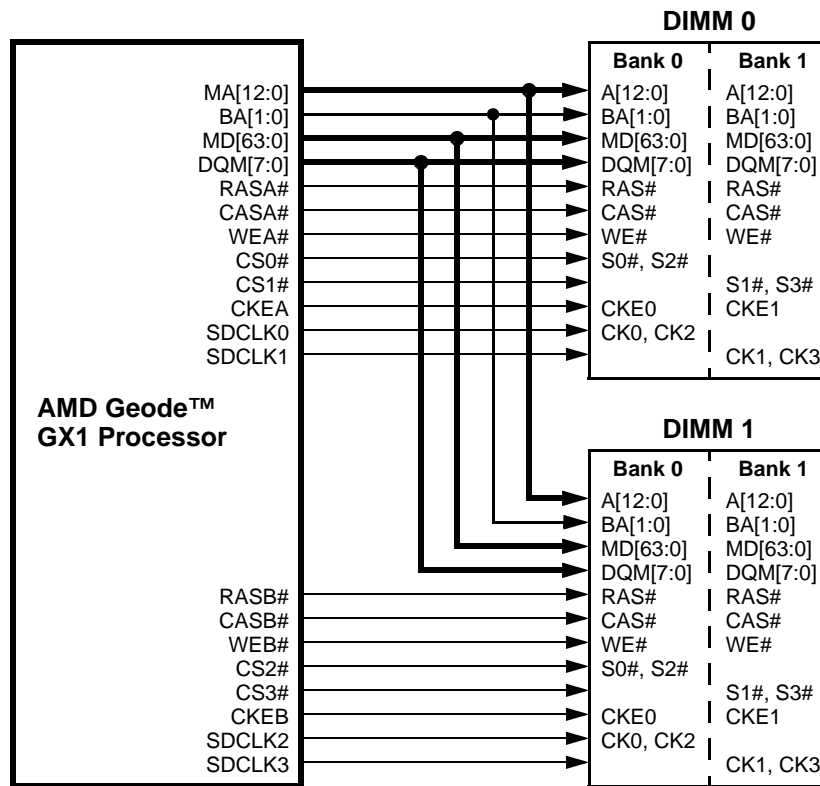 DIMM 0
Bank 0 Bank 1
MA[12:0] A[12:0] A[12:0]
BA[1:0] BA[1:0] BA[1:0]
MD[63:0] MD[63:0] MD[63:0]
DQM[7:0] DQM[7:0] DQM[7:0]
RASA# RAS# RAS#
CASA# CAS# CAS#
WEA# WE# WE#
CS0# S0#, S2#
CS1# S1#, S3#
CKEA CKE0 CKE1
SDCLK0 CK0, CK2
SDCLK1 CK1, CK3
AMD Geode™
GX1 Processor
DIMM 1
Bank 0 Bank 1
A[12:0] A[12:0]
BA[1:0] BA[1:0]
MD[63:0] MD[63:0]
DQM[7:0] DQM[7:0]
RASB# RAS# RAS#
CASB# CAS# CAS#
WEB# WE# WE#
CS2# S0#, S2#
CS3# S1#, S3#
CKEB CKE0 CKE1
SDCLK2 CK0, CK2
SDCLK3 CK1, CK3